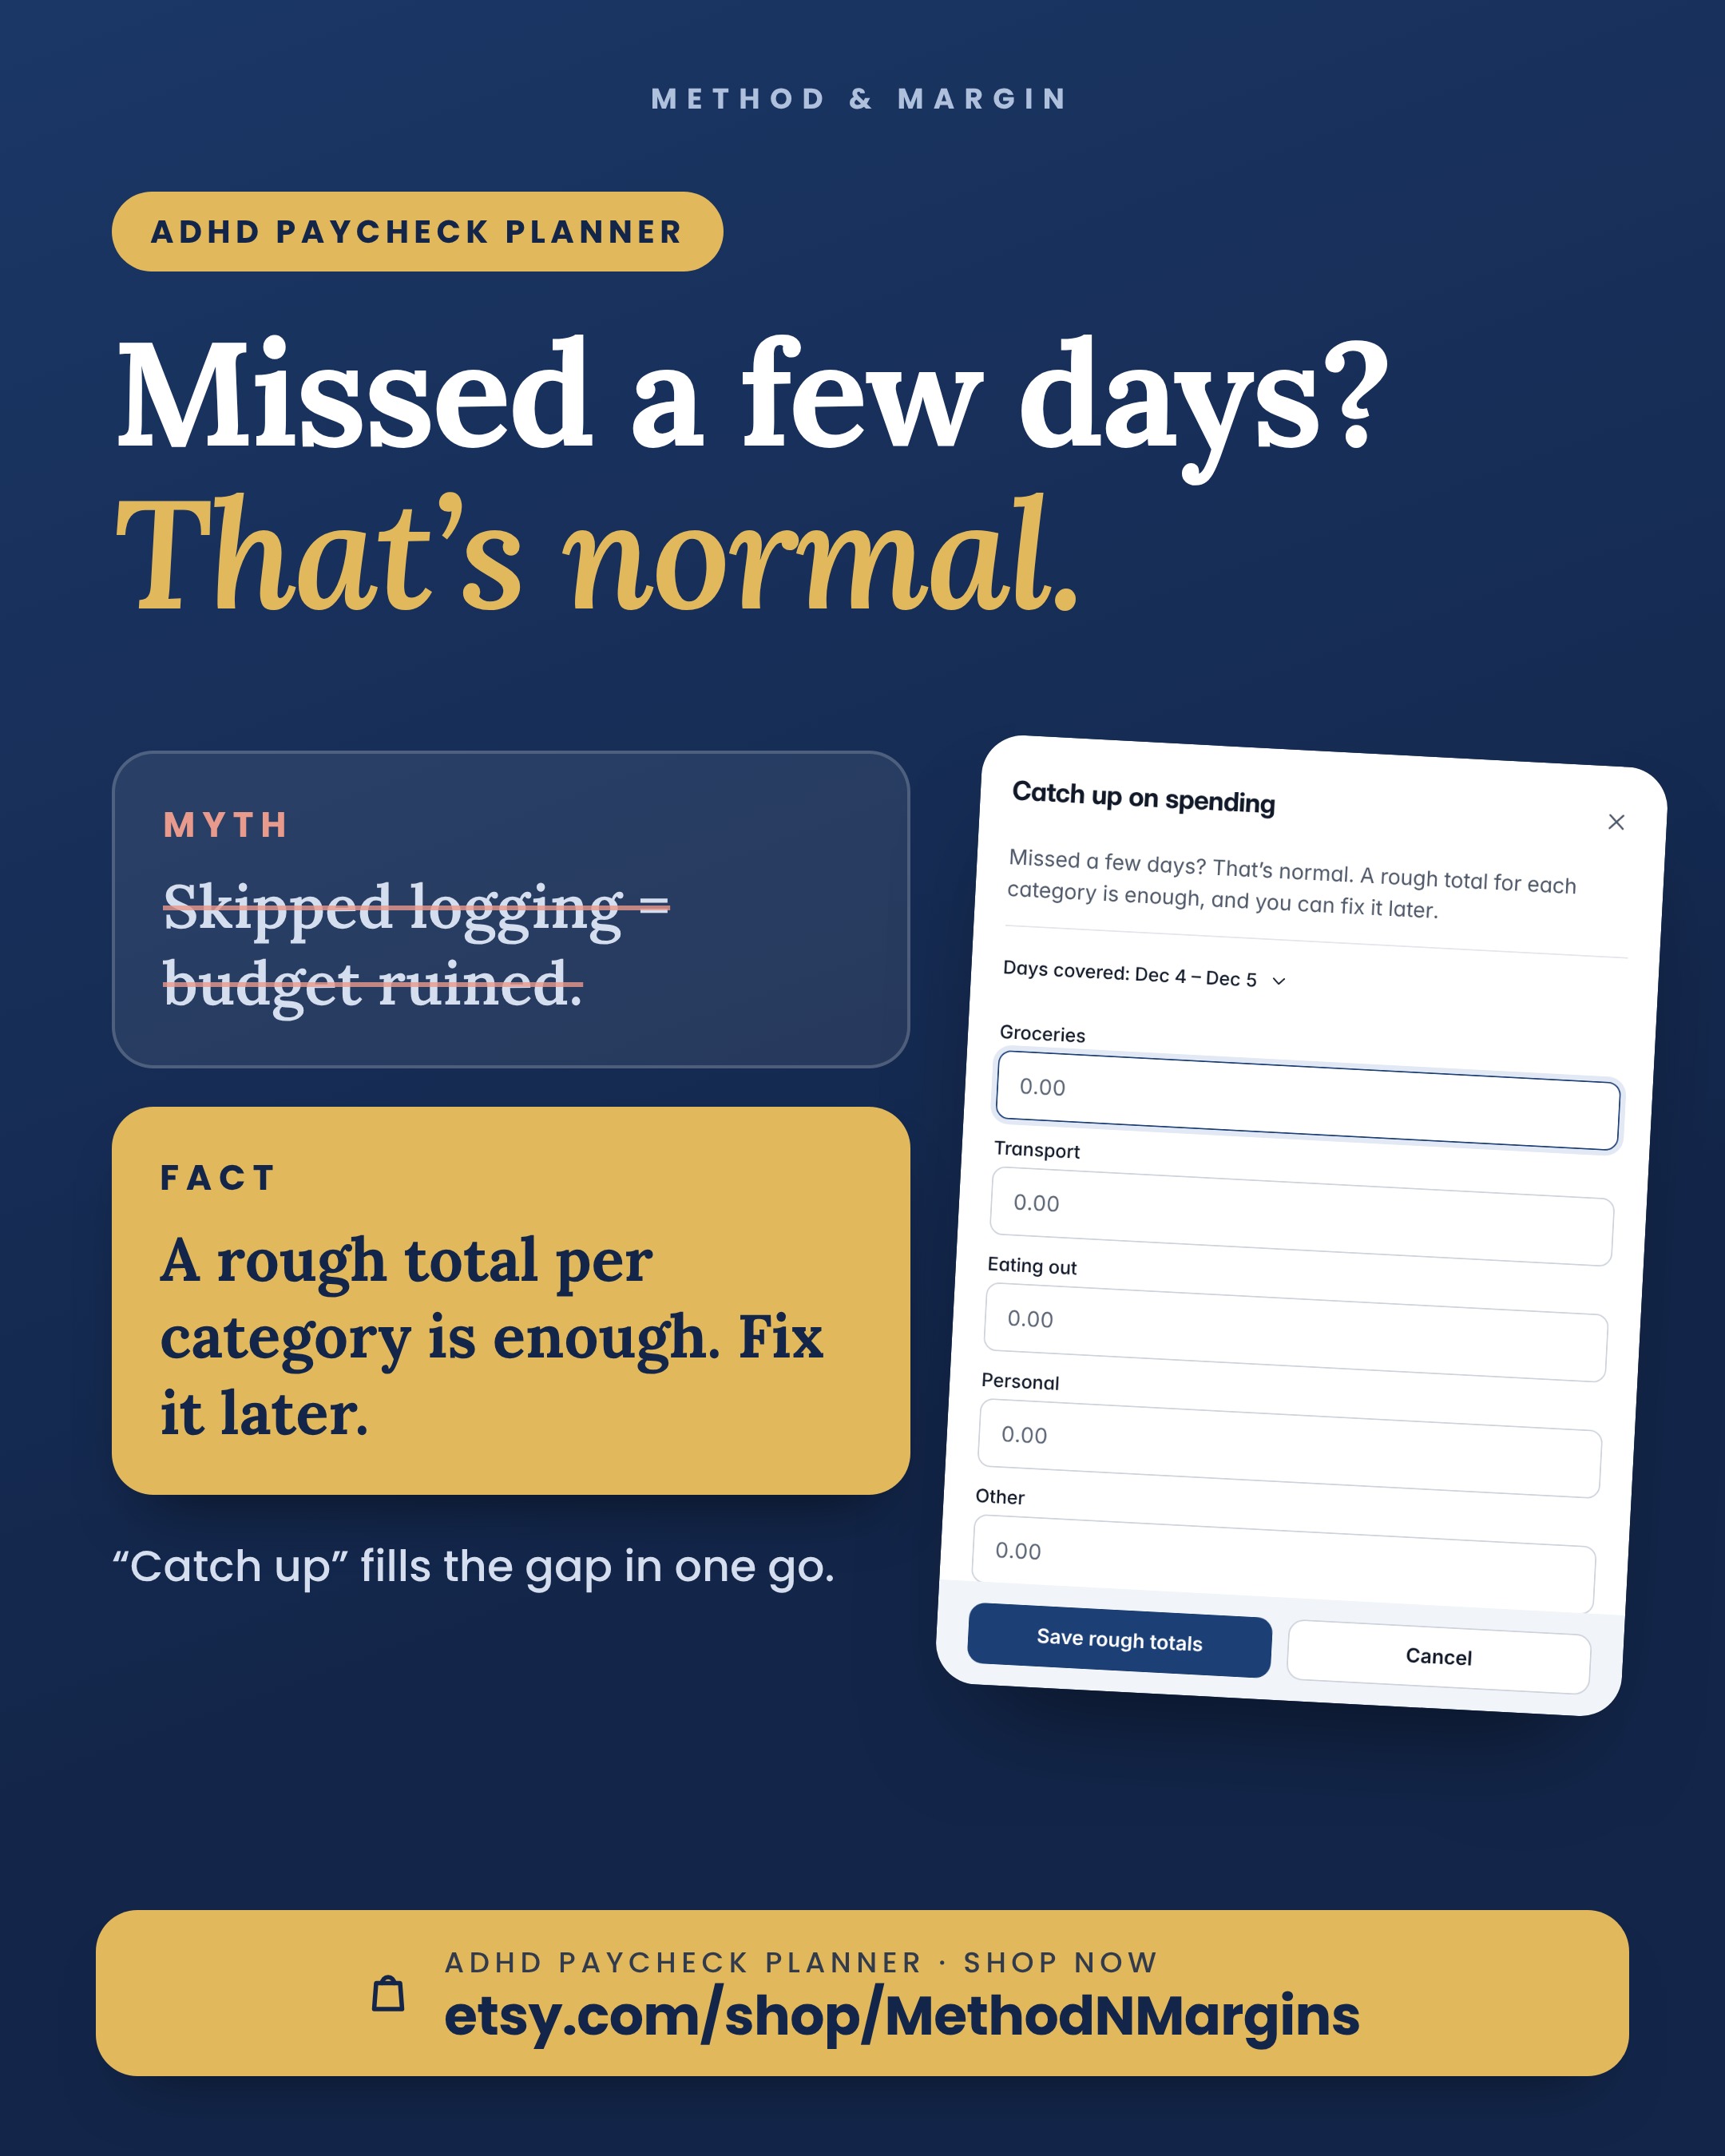 METHOD & MARGIN
ADHD PAYCHECK PLANNER
Missed a few days?
That’s normal.
MYTH
Skipped logging =
budget ruined.
FACT
A rough total per
category is enough. Fix
it later.
“Catch up” fills the gap in one go.
Catch up on spending
Missed a few days? That’s normal. A rough total for each
category is enough, and you can fix it later.
Days covered: Dec 4 – Dec 5
Groceries
0.00
Transport
0.00
Eating out
0.00
Personal
0.00
Other
0.00
Save rough totals
Cancel
ADHD PAYCHECK PLANNER · SHOP NOW
etsy.com/shop/MethodNMargins